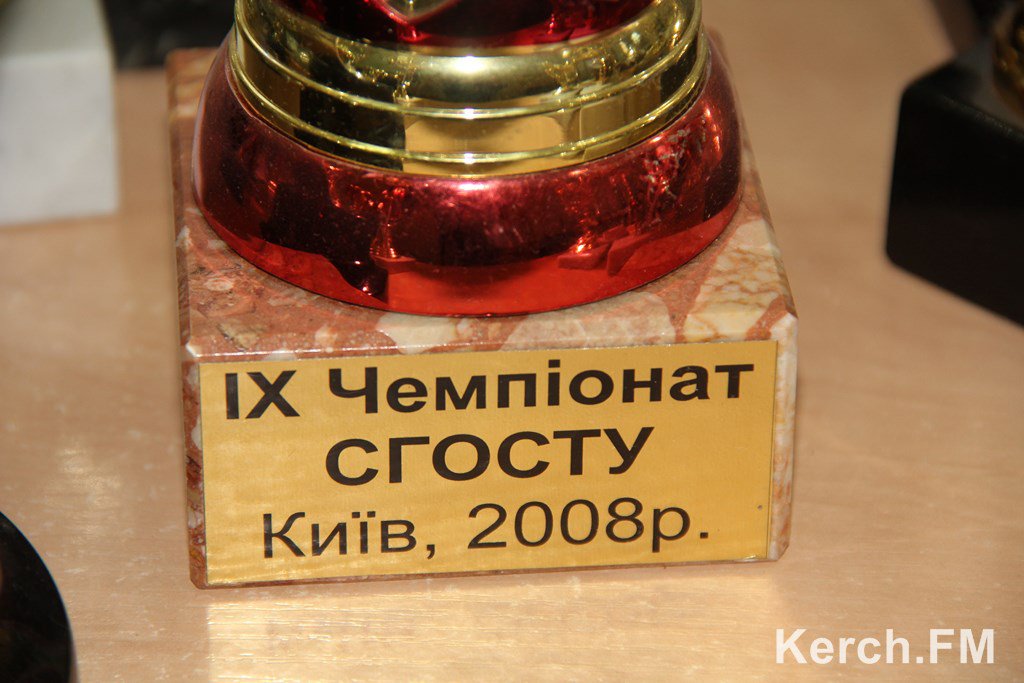 IX Чемпіонат
СГОСТУ
Київ, 2008р.
Kerch.FM